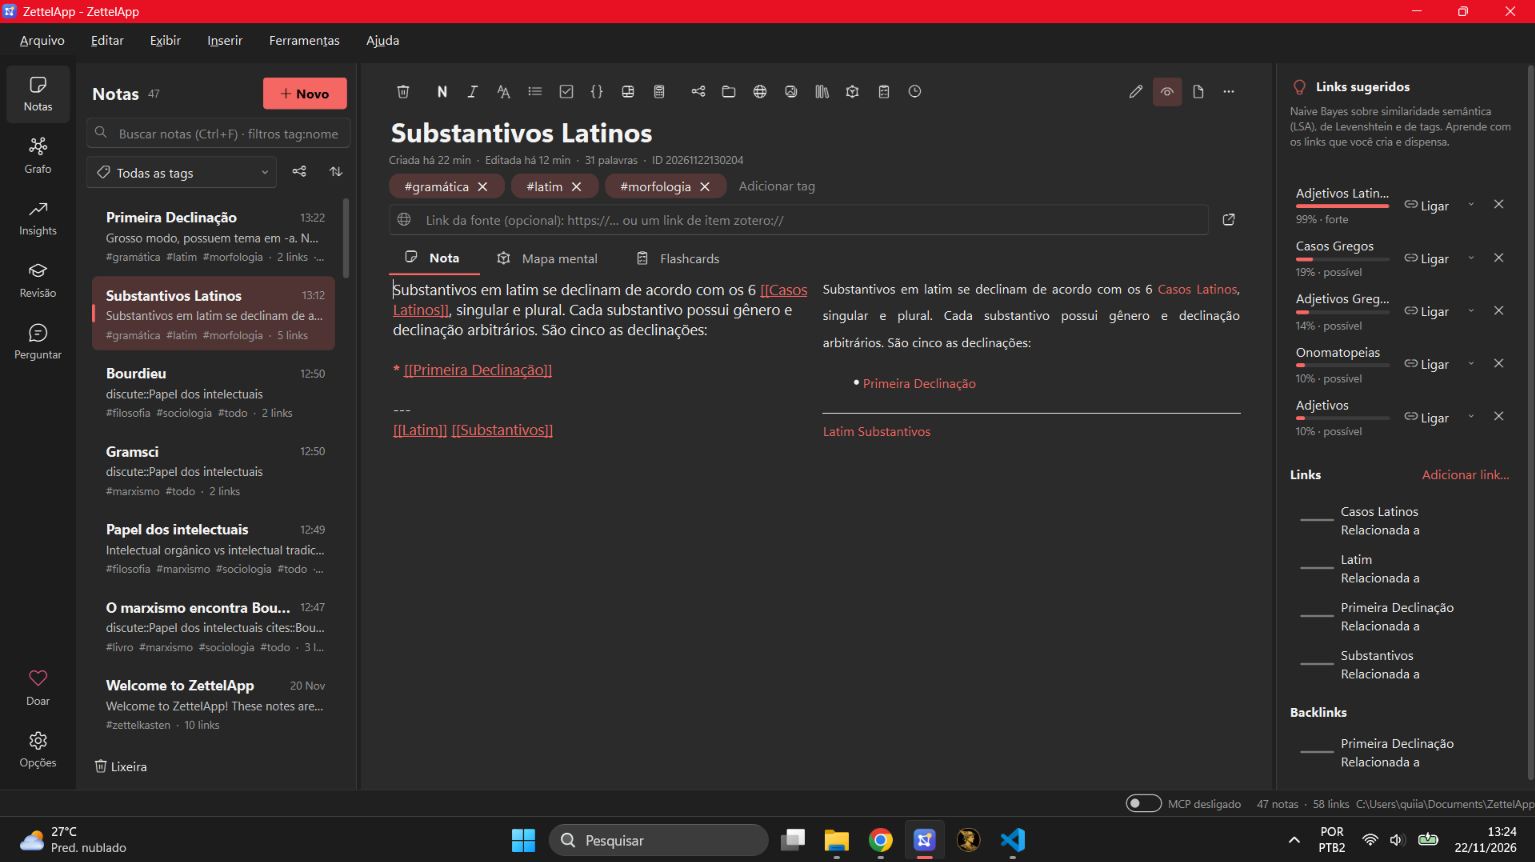 ZettelApp - ZettelApp
Arquivo Editar Exibir Inserir Ferramentas Ajuda
Notas
Grafo
Insights
Revisão
Perguntar
Doar
Opções
Notas 47
+ Novo
Buscar notas (Ctrl+F) · filtros tag:nome
Todas as tags
Primeira Declinação 13:22
Grosso modo, possuem tema em -a. N...
#gramática #latim #morfologia · 2 links ·...
Substantivos Latinos 13:12
Substantivos em latim se declinam de a...
#gramática #latim #morfologia · 5 links
Bourdieu 12:50
discute::Papel dos intelectuais
#filosofia #sociologia #todo · 2 links
Gramsci 12:50
discute::Papel dos intelectuais
#marxismo #todo · 2 links
Papel dos intelectuais 12:49
Intelectual orgânico vs intelectual tradic...
#filosofia #marxismo #sociologia #todo ·...
O marxismo encontra Bou... 12:47
discute::Papel dos intelectuais cites::Bou...
#livro #marxismo #sociologia #todo · 3 l...
Welcome to ZettelApp 20 Nov
Welcome to ZettelApp! These notes are...
#zettelkasten · 10 links
Lixeira
N I AA {}
Substantivos Latinos
Criada há 22 min · Editada há 12 min · 31 palavras · ID 20261122130204
#gramática #latim #morfologia Adicionar tag
Link da fonte (opcional): https://... ou um link de item zotero://
Nota Mapa mental Flashcards
Substantivos em latim se declinam de acordo com os 6 [[Casos
Latinos]], singular e plural. Cada substantivo possui gênero e
declinação arbitrários. São cinco as declinações:
* [[Primeira Declinação]]
---
[[Latim]] [[Substantivos]]
Substantivos em latim se declinam de acordo com os 6 Casos Latinos,
singular e plural. Cada substantivo possui gênero e declinação
arbitrários. São cinco as declinações:
• Primeira Declinação
Latim Substantivos
Links sugeridos
Naive Bayes sobre similaridade semântica
(LSA), de Levenshtein e de tags. Aprende com
os links que você cria e dispensa.
Adjetivos Latin...
99% · forte
Ligar
Casos Gregos
19% · possível
Ligar
Adjetivos Greg...
14% · possível
Ligar
Onomatopeias
10% · possível
Ligar
Adjetivos
10% · possível
Ligar
Links Adicionar link...
Casos Latinos
Relacionada a
Latim
Relacionada a
Primeira Declinação
Relacionada a
Substantivos
Relacionada a
Backlinks
Primeira Declinação
Relacionada a
MCP desligado 47 notas · 58 links C:\Users\quiia\Documents\ZettelApp
27°C
Pred. nublado
Pesquisar
POR
PTB2
13:24
22/11/2026